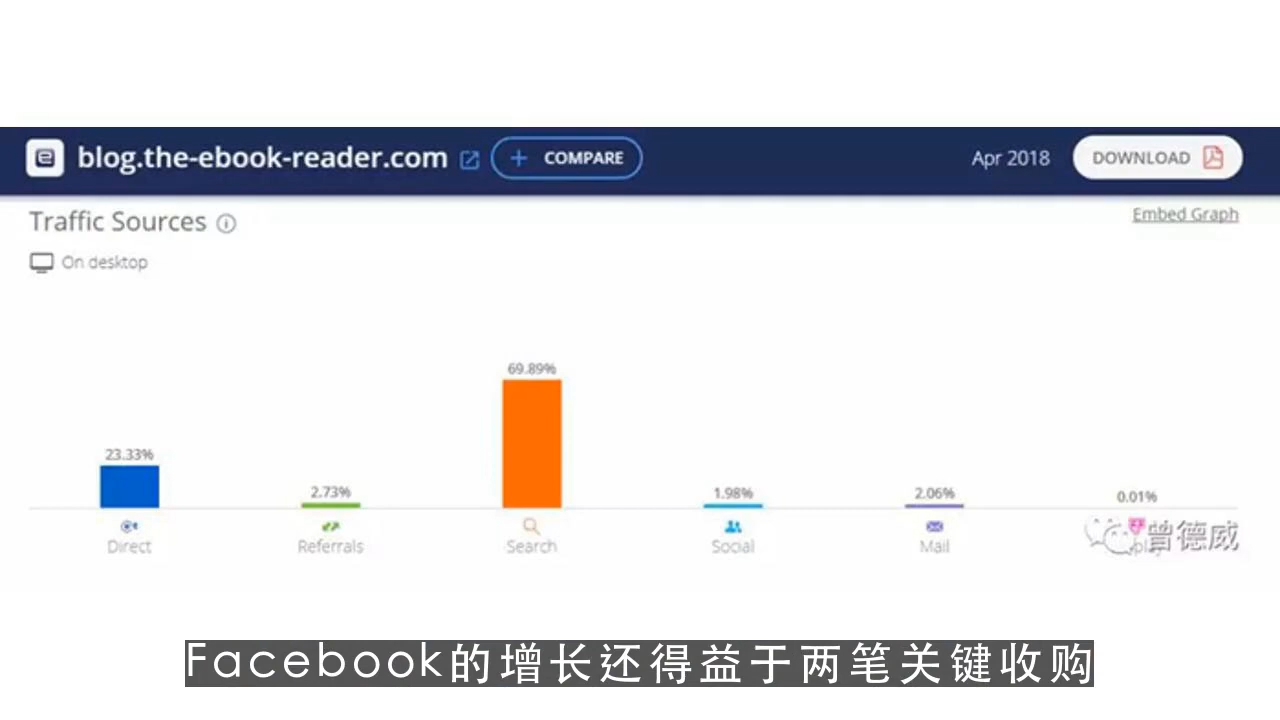 blog.the-ebook-reader.com
COMPARE
Apr 2018
DOWNLOAD
Traffic Sources
Embed Graph
On desktop
23.33%
2.73%
69.89%
1.98%
2.06%
0.01%
Direct
Referrals
Search
Social
Mail
曾德威
Facebook的增长还得益于两笔关键收购